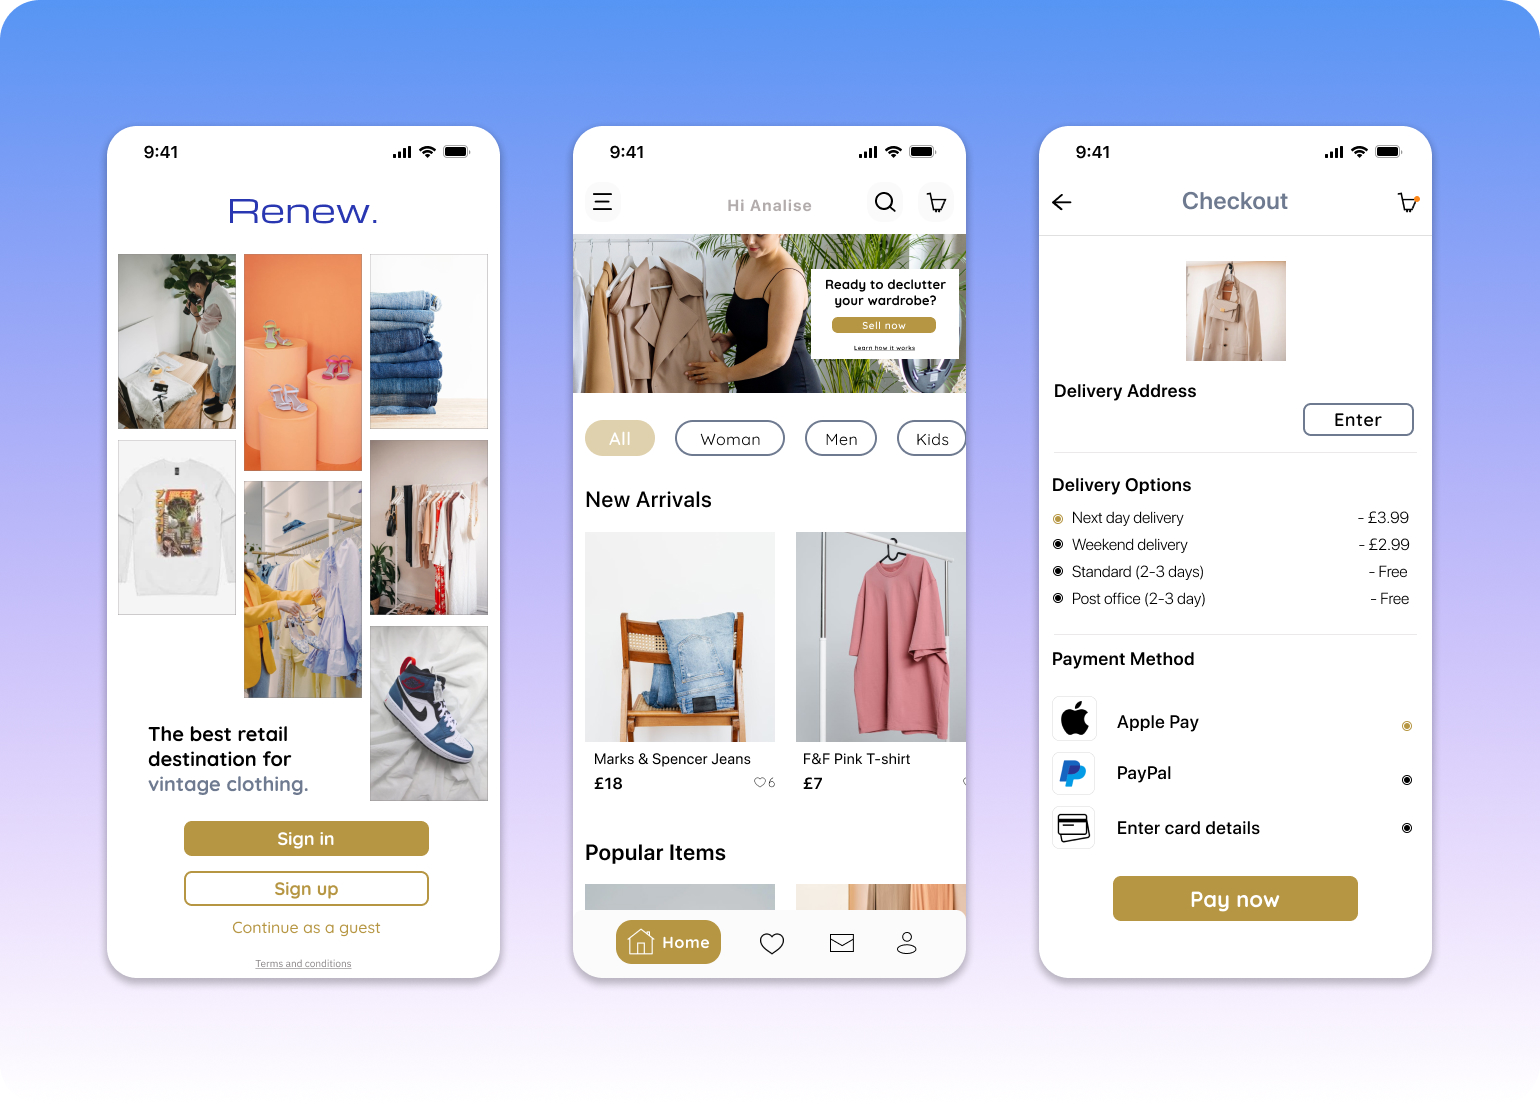 9:41
Renew.
The best retail
destination for
vintage clothing.
Sign in
Sign up
Continue as a guest
Terms and conditions
9:41
Hi Analise
Ready to declutter
your wardrobe?
Sell now
Learn how it works
All
Woman
Men
Kids
New Arrivals
Marks & Spencer Jeans
£18
6
F&F Pink T-shirt
£7
Popular Items
Home
9:41
Checkout
Delivery Address
Enter
Delivery Options
Next day delivery - £3.99
Weekend delivery - £2.99
Standard (2-3 days) - Free
Post office (2-3 day) - Free
Payment Method
Apple Pay
PayPal
Enter card details
Pay now